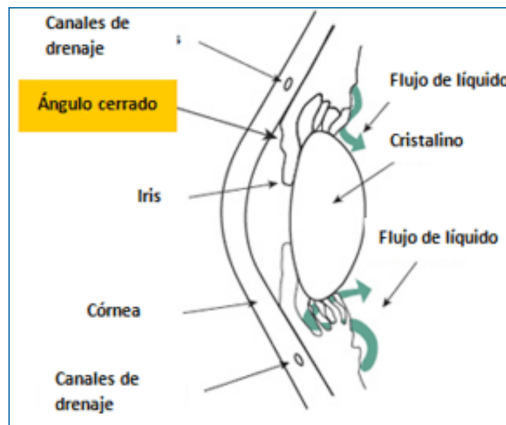 Canales de
drenaje
s
Ángulo cerrado
Flujo de líquido
Cristalino
Iris
Flujo de líquido
Córnea
Canales de
drenaje